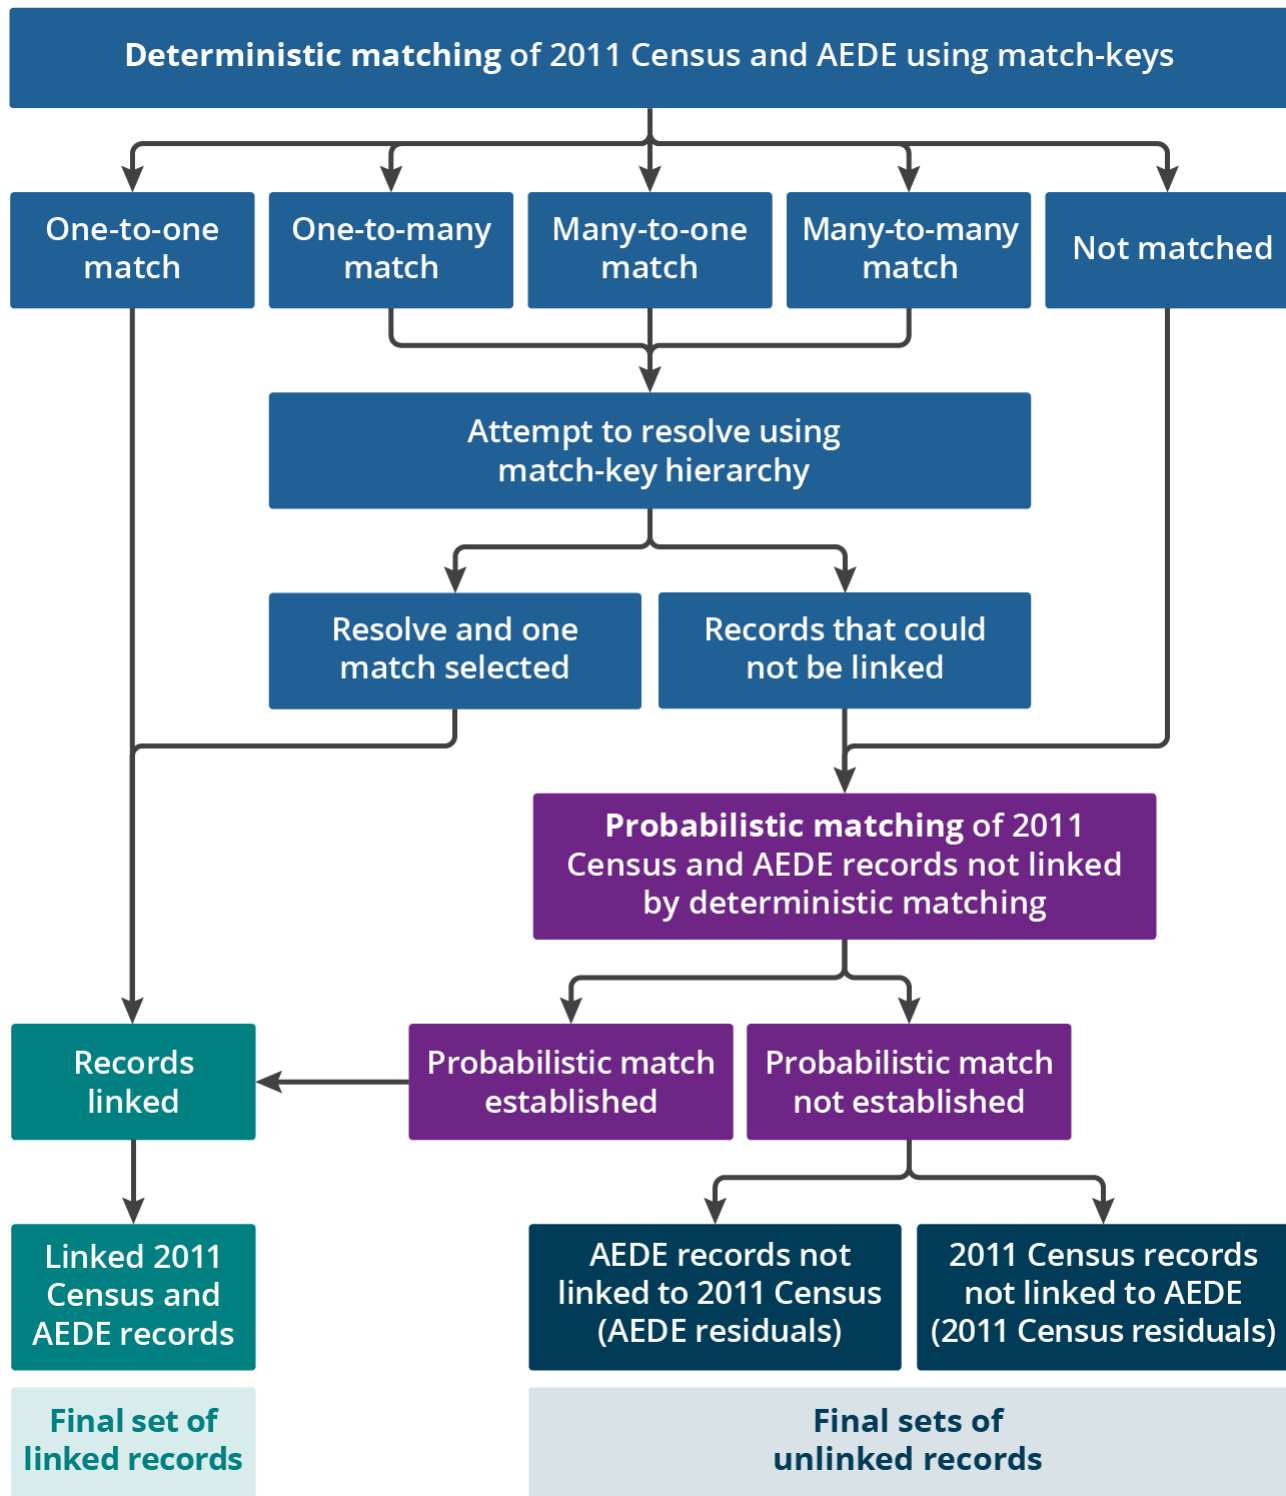 Deterministic matching of 2011 Census and AEDE using match-keys
One-to-one
match
One-to-many
match
Many-to-one
match
Many-to-many
match
Not matched
Attempt to resolve using
match-key hierarchy
Resolve and one
match selected
Records that could
not be linked
Probabilistic matching of 2011
Census and AEDE records not linked
by deterministic matching
Records
linked
Probabilistic match
established
Probabilistic match
not established
Linked 2011
Census and
AEDE records
AEDE records not
linked to 2011 Census
(AEDE residuals)
2011 Census records
not linked to AEDE
(2011 Census residuals)
Final set of
linked records
Final sets of
unlinked records